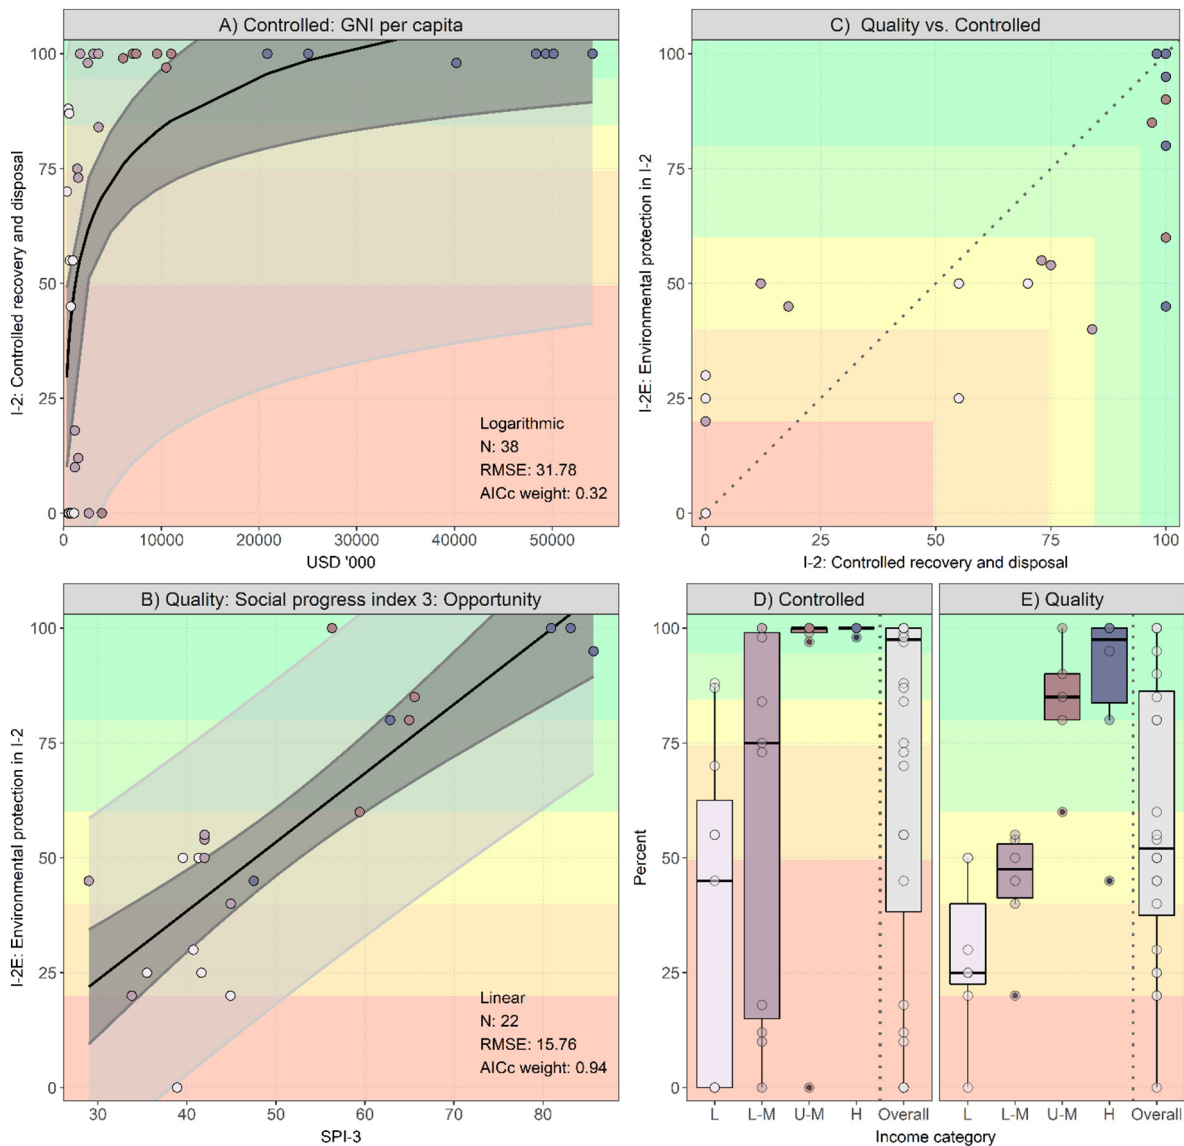 A) Controlled: GNI per capita
I-2: Controlled recovery and disposal
100
75
50
25
0
Logarithmic
N: 38
RMSE: 31.78
AICc weight: 0.32
0 10000 20000 30000 40000 50000
USD '000
C) Quality vs. Controlled
I-2E: Environmental protection in I-2
100
75
50
25
0
0 25 50 75 100
I-2: Controlled recovery and disposal
B) Quality: Social progress index 3: Opportunity
I-2E: Environmental protection in I-2
100
75
50
25
0
Linear
N: 22
RMSE: 15.76
AICc weight: 0.94
30 40 50 60 70 80
SPI-3
D) Controlled
E) Quality
Percent
100
75
50
25
0
L L-M U-M H Overall
L L-M U-M H Overall
Income category